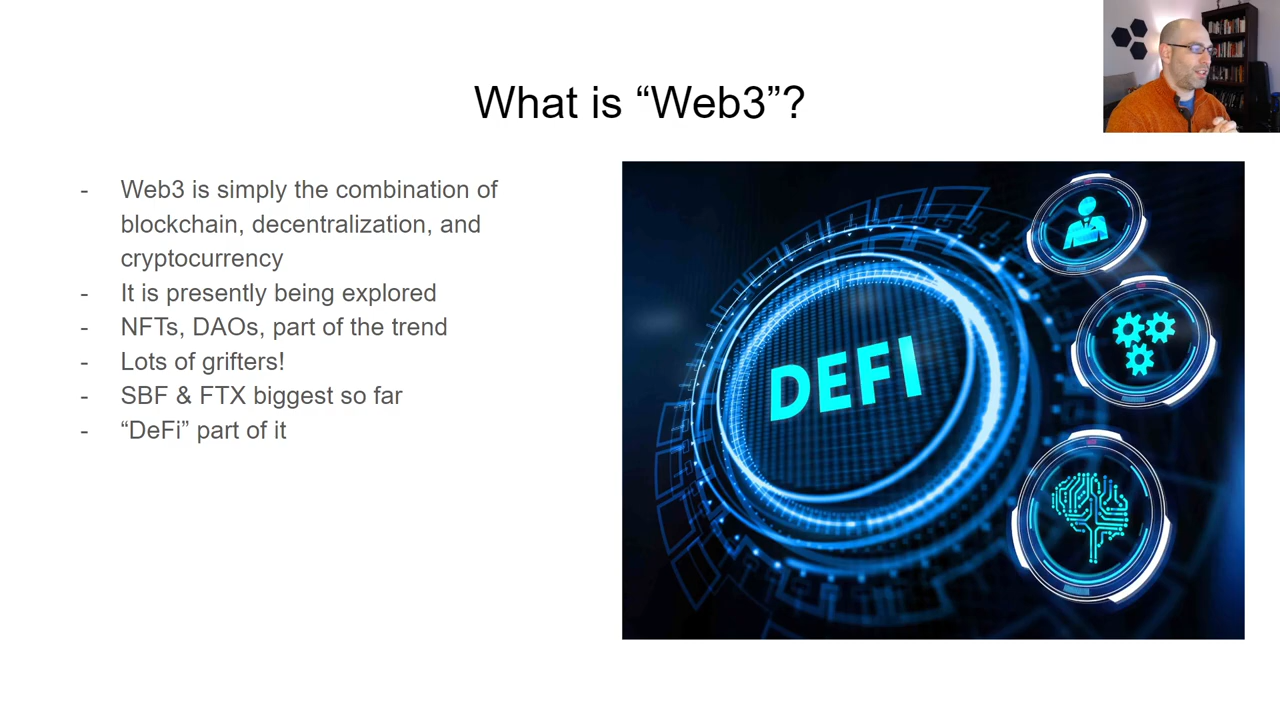 What is “Web3”?
- Web3 is simply the combination of
blockchain, decentralization, and
cryptocurrency
- It is presently being explored
- NFTs, DAOs, part of the trend
- Lots of grifters!
- SBF & FTX biggest so far
- “DeFi” part of it
DEFI